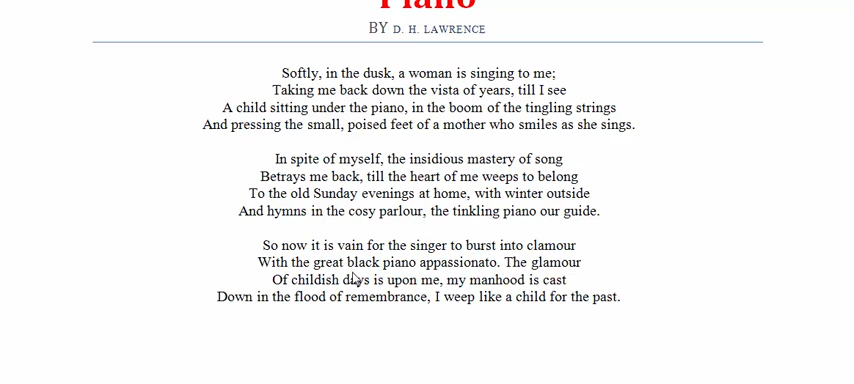 Piano
BY D. H. LAWRENCE
Softly, in the dusk, a woman is singing to me;
Taking me back down the vista of years, till I see
A child sitting under the piano, in the boom of the tingling strings
And pressing the small, poised feet of a mother who smiles as she sings.
In spite of myself, the insidious mastery of song
Betrays me back, till the heart of me weeps to belong
To the old Sunday evenings at home, with winter outside
And hymns in the cosy parlour, the tinkling piano our guide.
So now it is vain for the singer to burst into clamour
With the great black piano appassionato. The glamour
Of childish days is upon me, my manhood is cast
Down in the flood of remembrance, I weep like a child for the past.